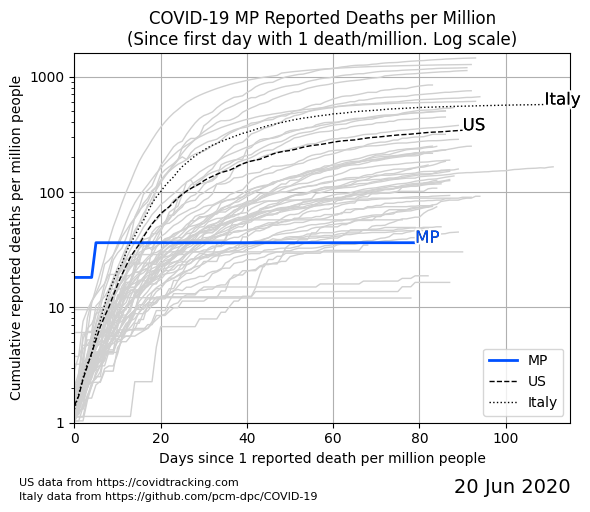 COVID-19 MP Reported Deaths per Million
(Since first day with 1 death/million. Log scale)
Cumulative reported deaths per million people
1000
100
10
1
Italy
US
MP
MP
US
Italy
0 20 40 60 80 100
Days since 1 reported death per million people
US data from https://covidtracking.com
Italy data from https://github.com/pcm-dpc/COVID-19
20 Jun 2020